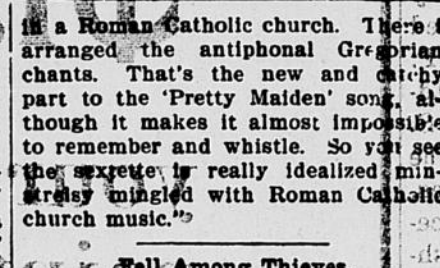 in a Roman Catholic church. There I
arranged the antiphonal Gregorian
chants. That's the new and catchy
part to the 'Pretty Maiden' song, al-
though it makes it almost impossible
to remember and whistle. So you see
the sextette is really idealized min-
strelsy mingled with Roman Catholic
church music."
Fell Among Thieves